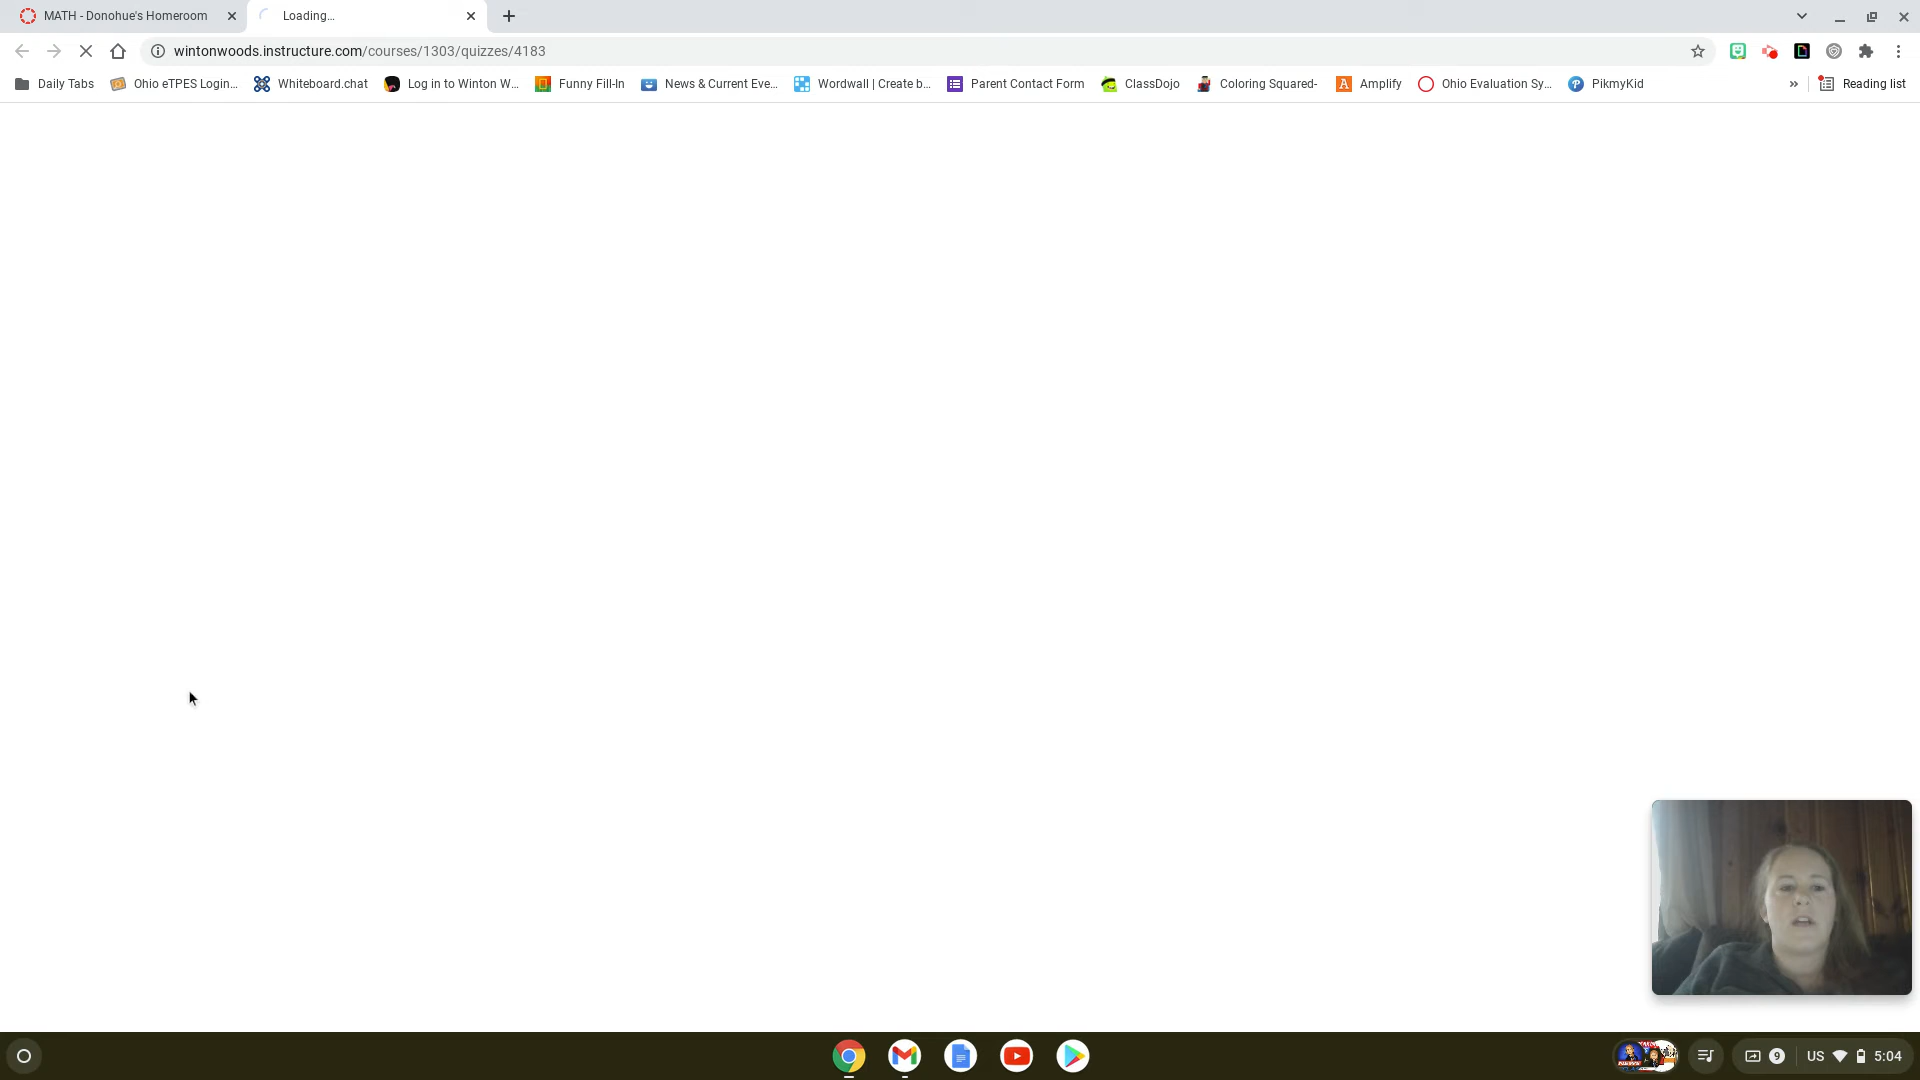 MATH - Donohue's Homeroom
Loading...
wintonwoods.instructure.com/courses/1303/quizzes/4183
Daily Tabs
Ohio eTPES Login...
Whiteboard.chat
Log in to Winton W...
Funny Fill-In
News & Current Eve...
Wordwall | Create b...
Parent Contact Form
ClassDojo
Coloring Squared-
Amplify
Ohio Evaluation Sy...
PikmyKid
»
Reading list
9
US
5:04